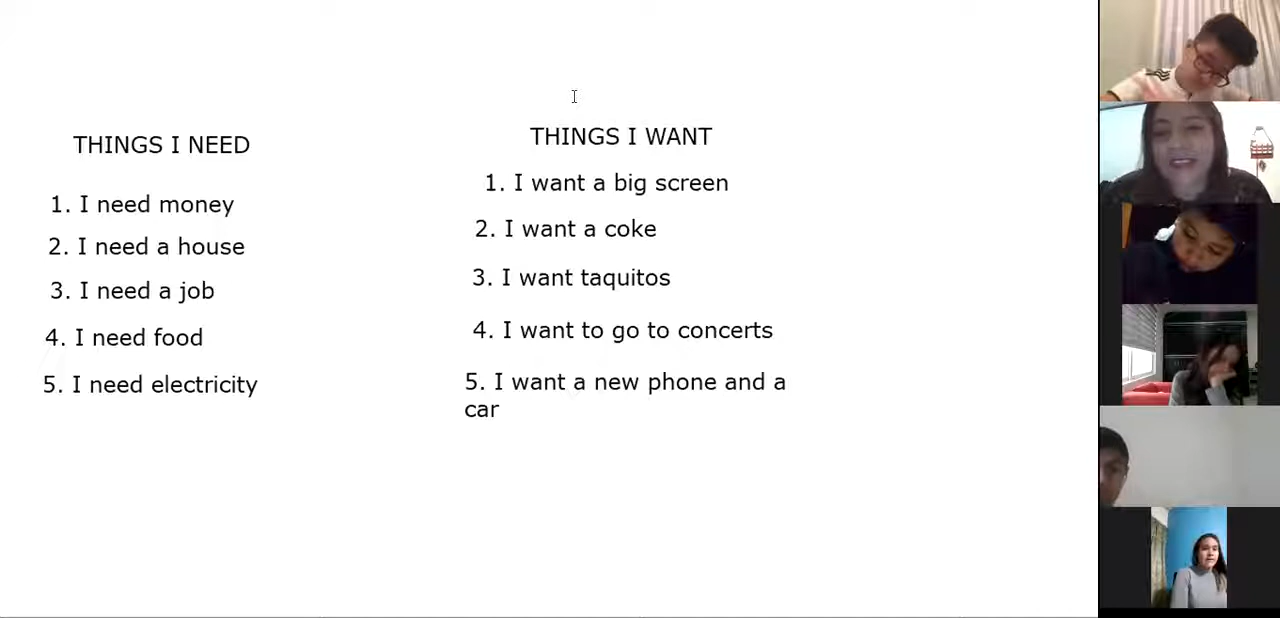 THINGS I NEED
1. I need money
2. I need a house
3. I need a job
4. I need food
5. I need electricity
THINGS I WANT
1. I want a big screen
2. I want a coke
3. I want taquitos
4. I want to go to concerts
5. I want a new phone and a
car